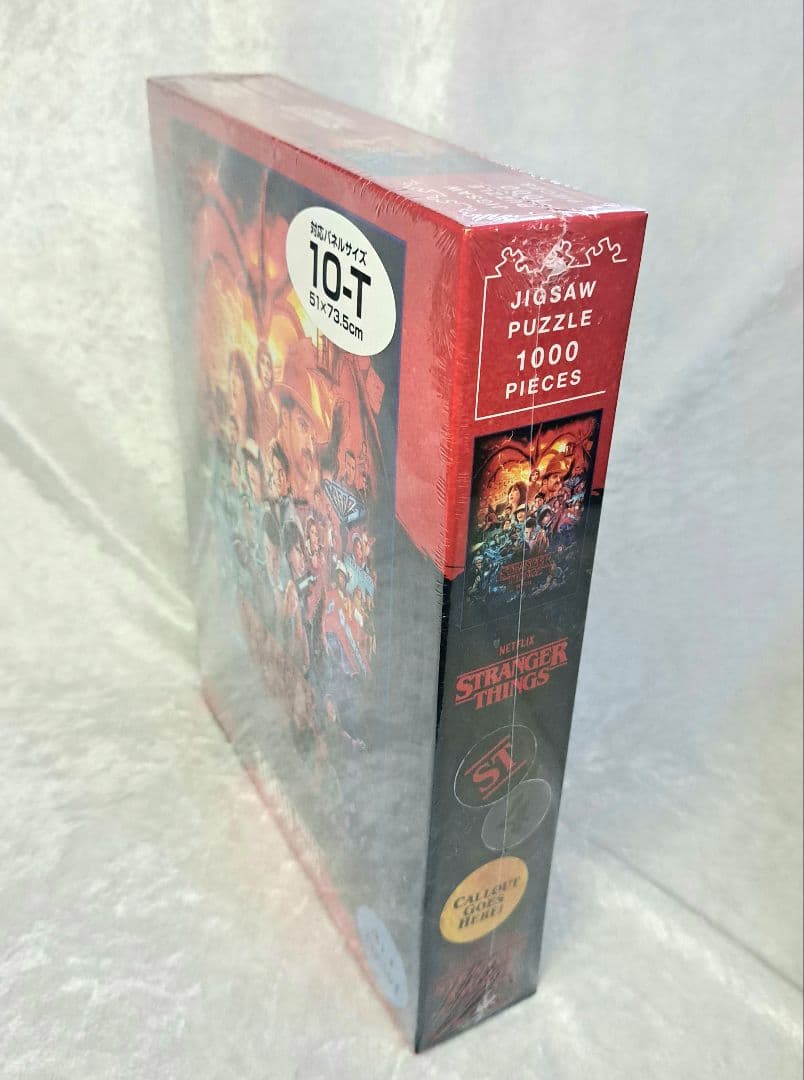 対応パネルサイズ
10-T
51×73.5cm
JIGSAW
PUZZLE
1000
PIECES
NETFLIX
STRANGER
THINGS
ST
CALLOUT
GOES
HERE!